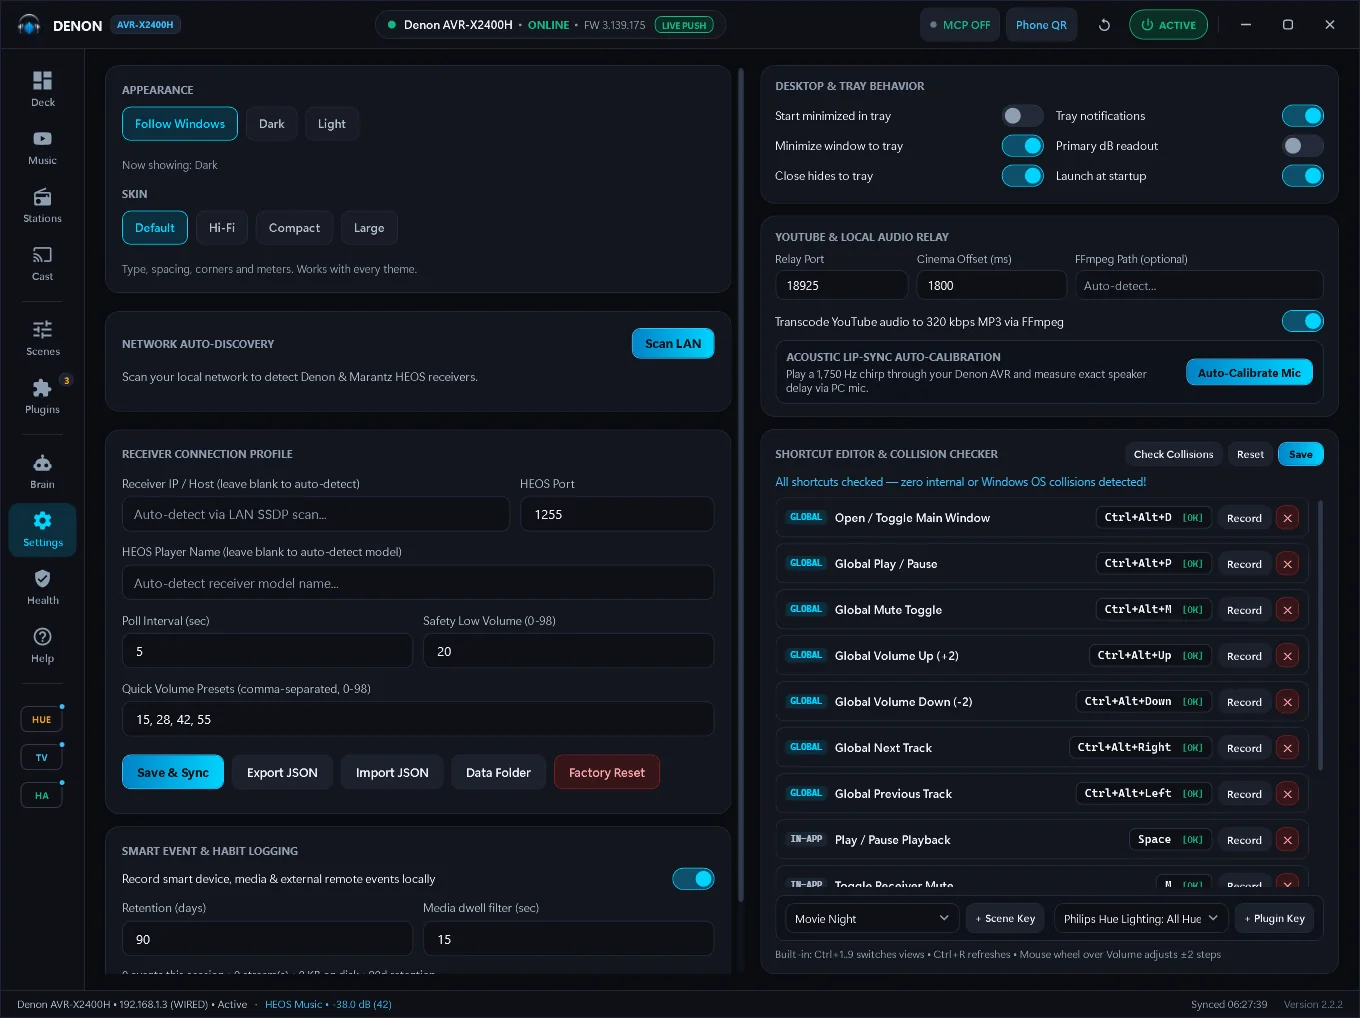 DENON
AVR-X2400H
Denon AVR-X2400H • ONLINE • FW 3.139.175 LIVE PUSH
MCP OFF
Phone QR
ACTIVE
Deck
Music
Stations
Cast
Scenes
3
Plugins
Brain
Settings
Health
Help
HUE
TV
HA
APPEARANCE
Follow Windows
Dark
Light
Now showing: Dark
SKIN
Default
Hi-Fi
Compact
Large
Type, spacing, corners and meters. Works with every theme.
NETWORK AUTO-DISCOVERY
Scan LAN
Scan your local network to detect Denon & Marantz HEOS receivers.
RECEIVER CONNECTION PROFILE
Receiver IP / Host (leave blank to auto-detect)
HEOS Port
Auto-detect via LAN SSDP scan...
1255
HEOS Player Name (leave blank to auto-detect model)
Auto-detect receiver model name...
Poll Interval (sec)
Safety Low Volume (0-98)
5
20
Quick Volume Presets (comma-separated, 0-98)
15, 28, 42, 55
Save & Sync
Export JSON
Import JSON
Data Folder
Factory Reset
SMART EVENT & HABIT LOGGING
Record smart device, media & external remote events locally
Retention (days)
Media dwell filter (sec)
90
15
0 events this session • 0 stream(s) • 0 KB on disk • 90d retention
DESKTOP & TRAY BEHAVIOR
Start minimized in tray
Tray notifications
Minimize window to tray
Primary dB readout
Close hides to tray
Launch at startup
YOUTUBE & LOCAL AUDIO RELAY
Relay Port
Cinema Offset (ms)
FFmpeg Path (optional)
18925
1800
Auto-detect...
Transcode YouTube audio to 320 kbps MP3 via FFmpeg
ACOUSTIC LIP-SYNC AUTO-CALIBRATION
Play a 1,750 Hz chirp through your Denon AVR and measure exact speaker
delay via PC mic.
Auto-Calibrate Mic
SHORTCUT EDITOR & COLLISION CHECKER
Check Collisions
Reset
Save
All shortcuts checked — zero internal or Windows OS collisions detected!
GLOBAL Open / Toggle Main Window Ctrl+Alt+D [OK] Record
GLOBAL Global Play / Pause Ctrl+Alt+P [OK] Record
GLOBAL Global Mute Toggle Ctrl+Alt+M [OK] Record
GLOBAL Global Volume Up (+2) Ctrl+Alt+Up [OK] Record
GLOBAL Global Volume Down (-2) Ctrl+Alt+Down [OK] Record
GLOBAL Global Next Track Ctrl+Alt+Right [OK] Record
GLOBAL Global Previous Track Ctrl+Alt+Left [OK] Record
IN-APP Play / Pause Playback Space [OK] Record
IN-APP Toggle Receiver Mute M [OK] Record
Movie Night
+ Scene Key
Philips Hue Lighting: All Hue
+ Plugin Key
Built-in: Ctrl+1..9 switches views • Ctrl+R refreshes • Mouse wheel over Volume adjusts ±2 steps
Denon AVR-X2400H • 192.168.1.3 (WIRED) • Active · HEOS Music • -38.0 dB (42)
Synced 06:27:39
Version 2.2.2